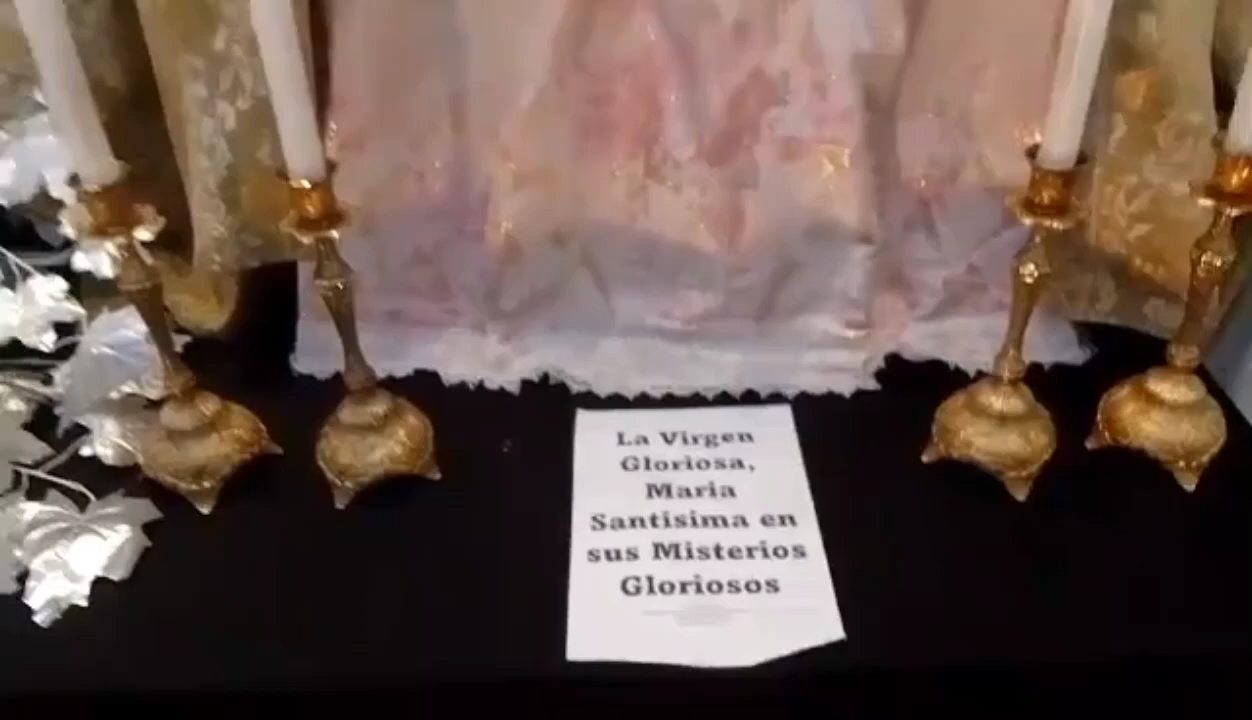 La Virgen
Gloriosa,
Maria
Santisima en
sus Misterios
Gloriosos